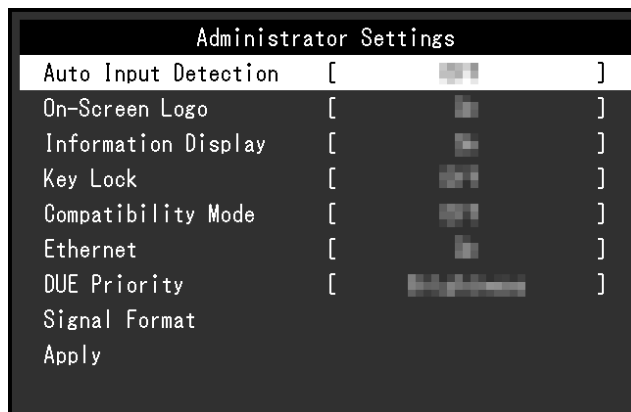 Administrator Settings
Auto Input Detection [ ]
On-Screen Logo [ ]
Information Display [ ]
Key Lock [ ]
Compatibility Mode [ ]
Ethernet [ ]
DUE Priority [ ]
Signal Format
Apply